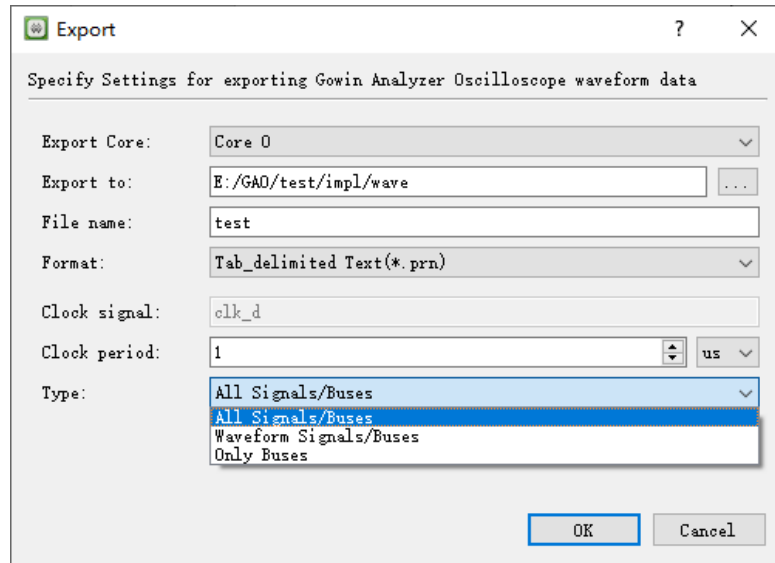 Export ?
Specify Settings for exporting Gowin Analyzer Oscilloscope waveform data
Export Core: Core 0
Export to: E:/GAO/test/impl/wave ...
File name: test
Format: Tab_delimited Text(*.prn)
Clock signal: clk_d
Clock period: 1 us
Type: All Signals/Buses
All Signals/Buses
Waveform Signals/Buses
Only Buses
OK Cancel